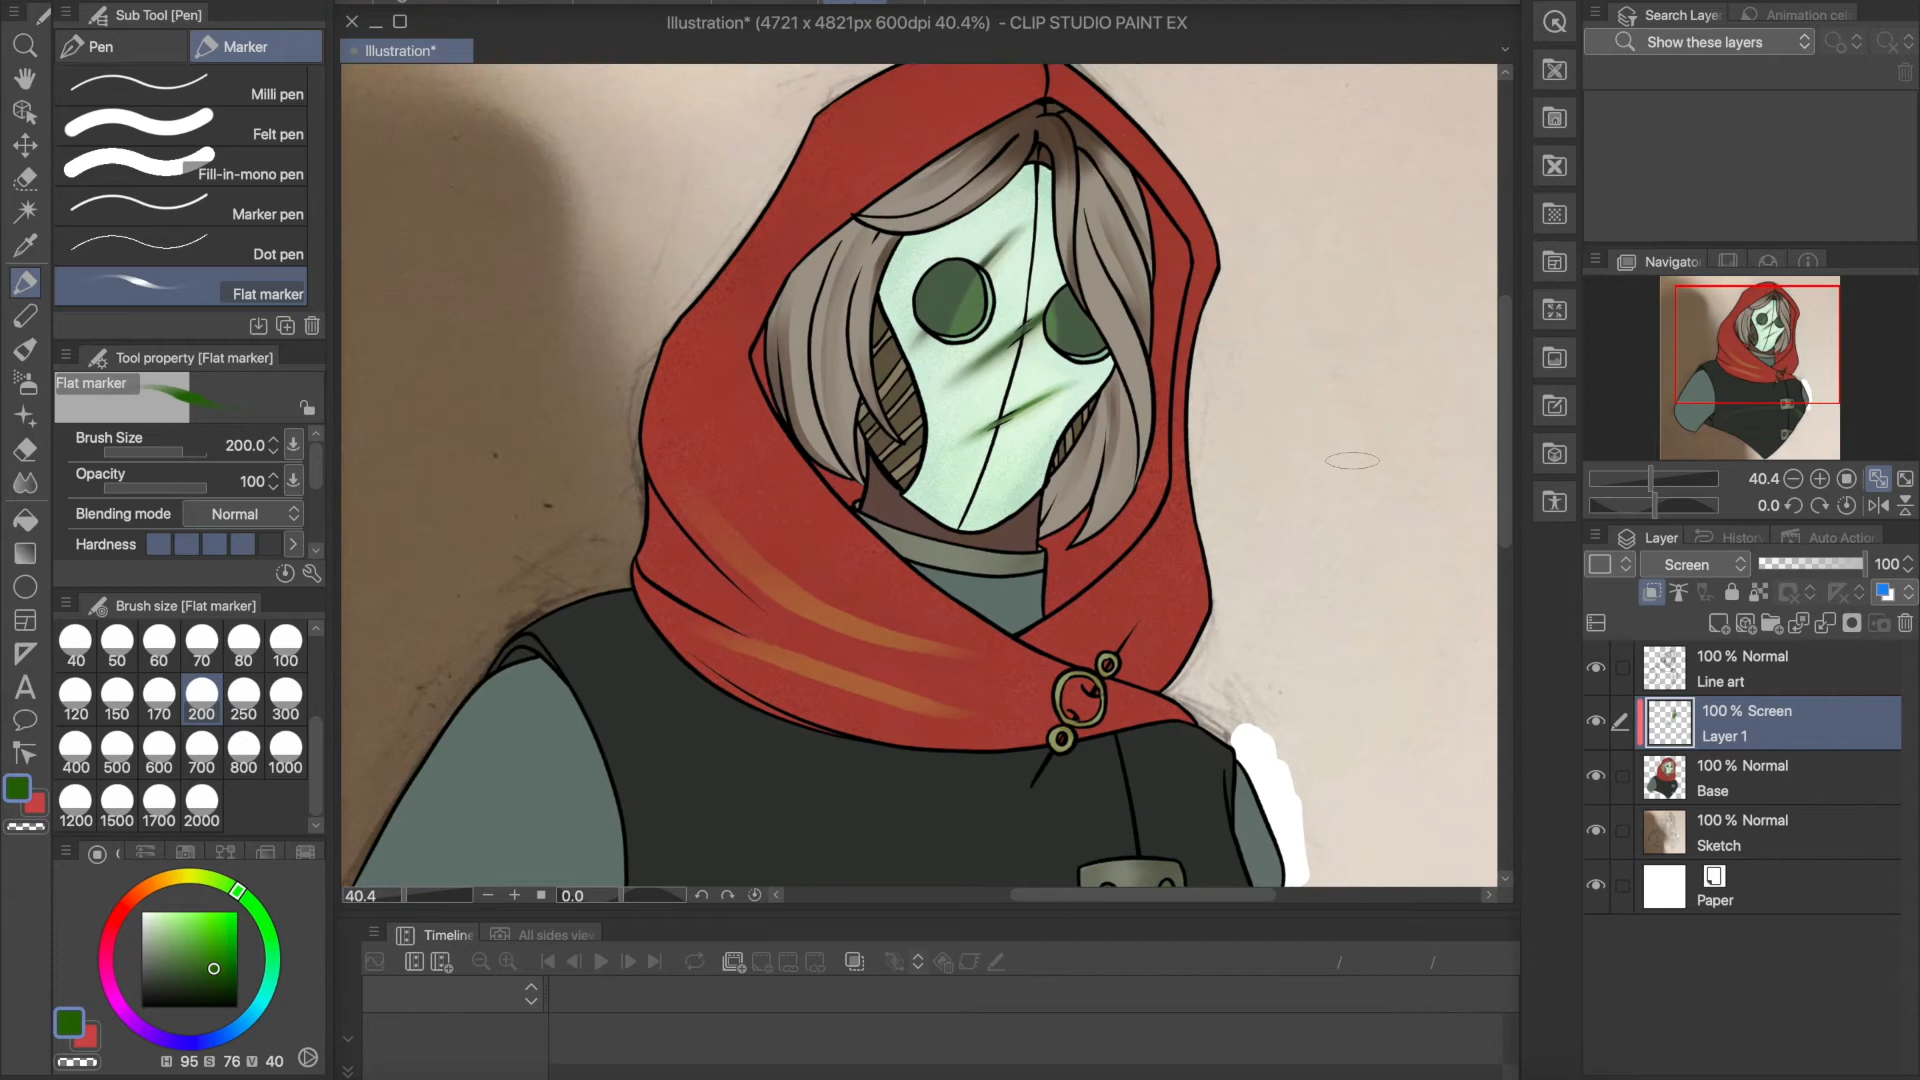 Sub Tool [Pen]
Pen
Marker
Milli pen
Felt pen
Fill-in-mono pen
Marker pen
Dot pen
Flat marker
Tool property [Flat marker]
Flat marker
Brush Size
200.0
Opacity
100
Blending mode
Normal
Hardness
Brush size [Flat marker]
40 50 60 70 80 100
120 150 170 200 250 300
400 500 600 700 800 1000
1200 1500 1700 2000
H 95 S 76 V 40
Illustration* (4721 x 4821px 600dpi 40.4%) - CLIP STUDIO PAINT EX
Illustration*
40.4
0.0
Timeline
All sides view
/ /
Search Layer
Animation cel
Show these layers
Navigator
40.4
0.0
Layer
History
Auto Action
Screen
100
100 % Normal
Line art
100 % Screen
Layer 1
100 % Normal
Base
100 % Normal
Sketch
Paper